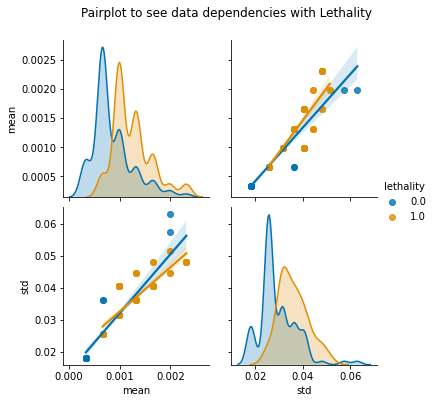 Pairplot to see data dependencies with Lethality
0.0025
0.0020
0.0015
0.0010
0.0005
mean
lethality
0.0
1.0
0.06
0.05
0.04
0.03
0.02
std
0.000 0.001 0.002
0.02 0.04 0.06
mean
std